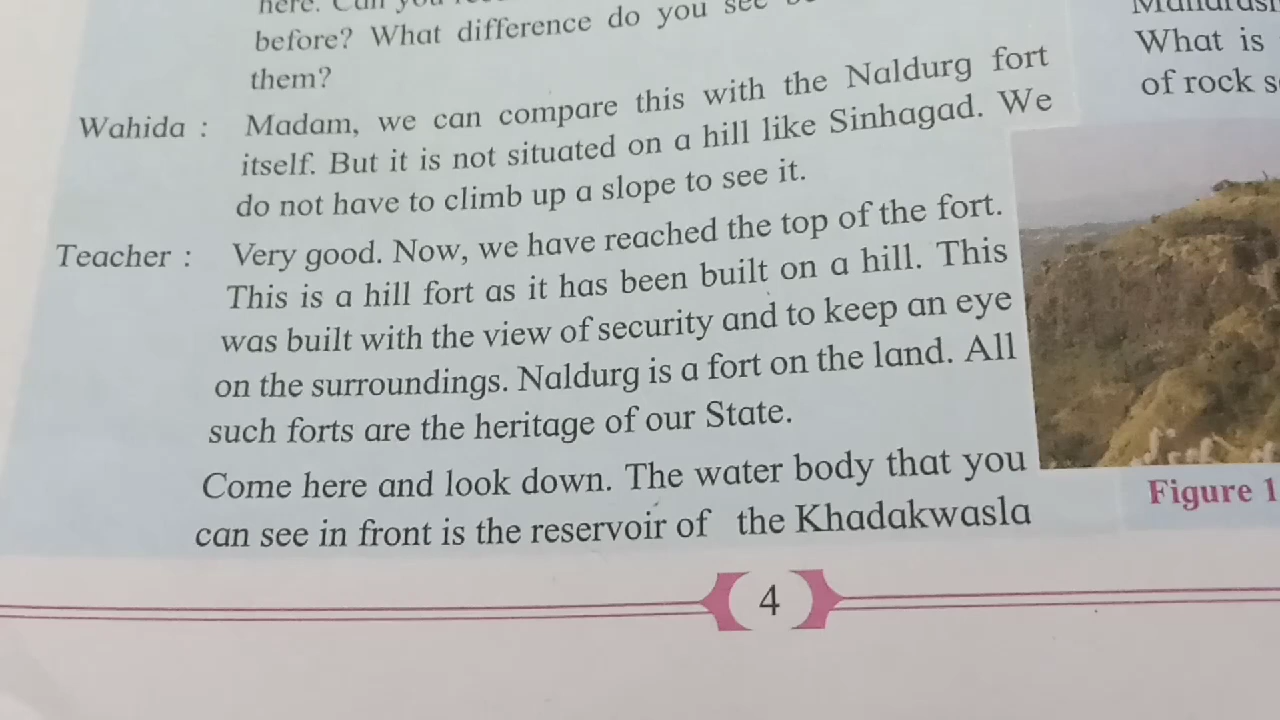 before? What difference do you see
them?
Wahida : Madam, we can compare this with the Naldurg fort
itself. But it is not situated on a hill like Sinhagad. We
do not have to climb up a slope to see it.
Teacher : Very good. Now, we have reached the top of the fort.
This is a hill fort as it has been built on a hill. This
was built with the view of security and to keep an eye
on the surroundings. Naldurg is a fort on the land. All
such forts are the heritage of our State.
Come here and look down. The water body that you
can see in front is the reservoir of the Khadakwasla
4
What is
of rock
Figure 1